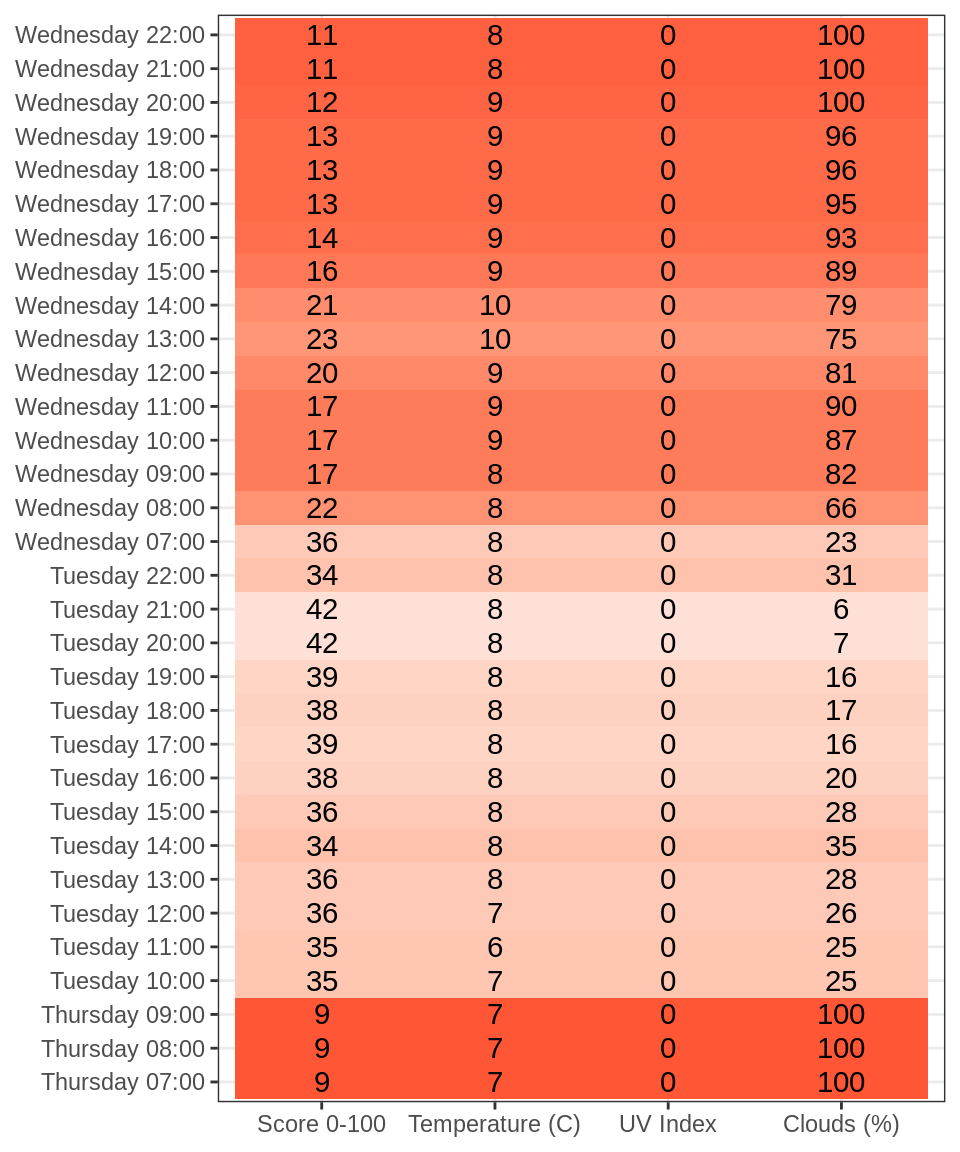 Wednesday 22:00 11 8 0 100
Wednesday 21:00 11 8 0 100
Wednesday 20:00 12 9 0 100
Wednesday 19:00 13 9 0 96
Wednesday 18:00 13 9 0 96
Wednesday 17:00 13 9 0 95
Wednesday 16:00 14 9 0 93
Wednesday 15:00 16 9 0 89
Wednesday 14:00 21 10 0 79
Wednesday 13:00 23 10 0 75
Wednesday 12:00 20 9 0 81
Wednesday 11:00 17 9 0 90
Wednesday 10:00 17 9 0 87
Wednesday 09:00 17 8 0 82
Wednesday 08:00 22 8 0 66
Wednesday 07:00 36 8 0 23
Tuesday 22:00 34 8 0 31
Tuesday 21:00 42 8 0 6
Tuesday 20:00 42 8 0 7
Tuesday 19:00 39 8 0 16
Tuesday 18:00 38 8 0 17
Tuesday 17:00 39 8 0 16
Tuesday 16:00 38 8 0 20
Tuesday 15:00 36 8 0 28
Tuesday 14:00 34 8 0 35
Tuesday 13:00 36 8 0 28
Tuesday 12:00 36 7 0 26
Tuesday 11:00 35 6 0 25
Tuesday 10:00 35 7 0 25
Thursday 09:00 9 7 0 100
Thursday 08:00 9 7 0 100
Thursday 07:00 9 7 0 100
Score 0-100 Temperature (C) UV Index Clouds (%)